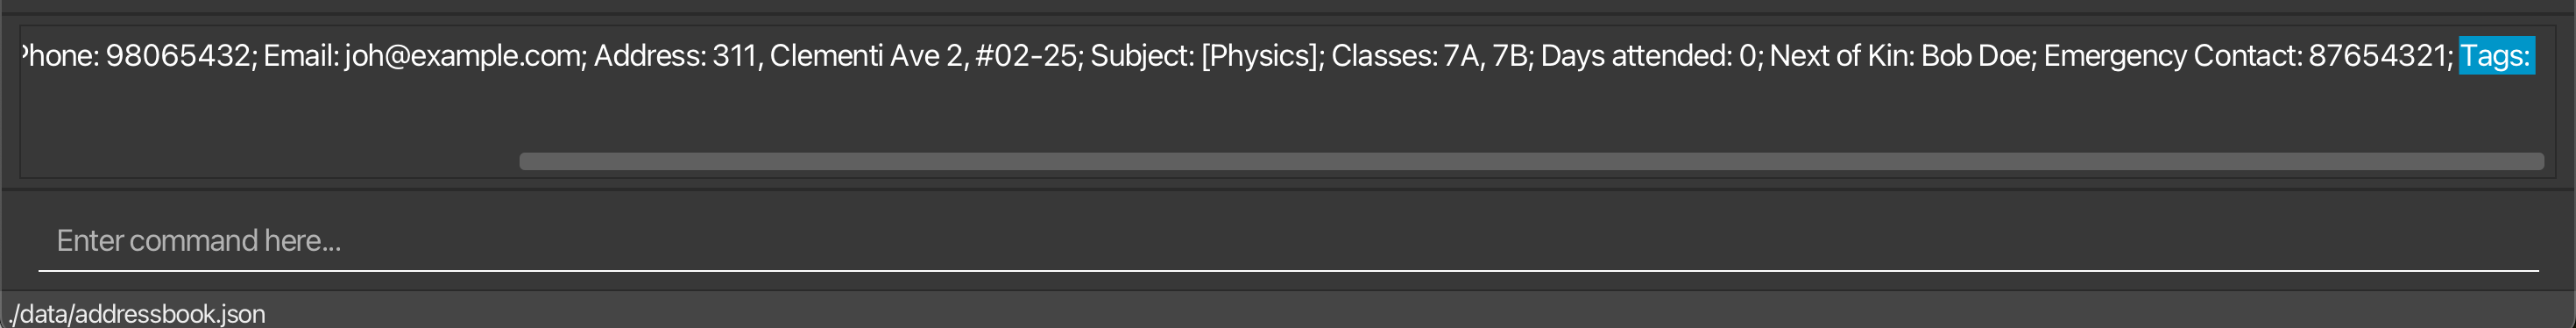 Phone: 98065432; Email: joh@example.com; Address: 311, Clementi Ave 2, #02-25; Subject: [Physics]; Classes: 7A, 7B; Days attended: 0; Next of Kin: Bob Doe; Emergency Contact: 87654321; Tags:
Enter command here...
./data/addressbook.json